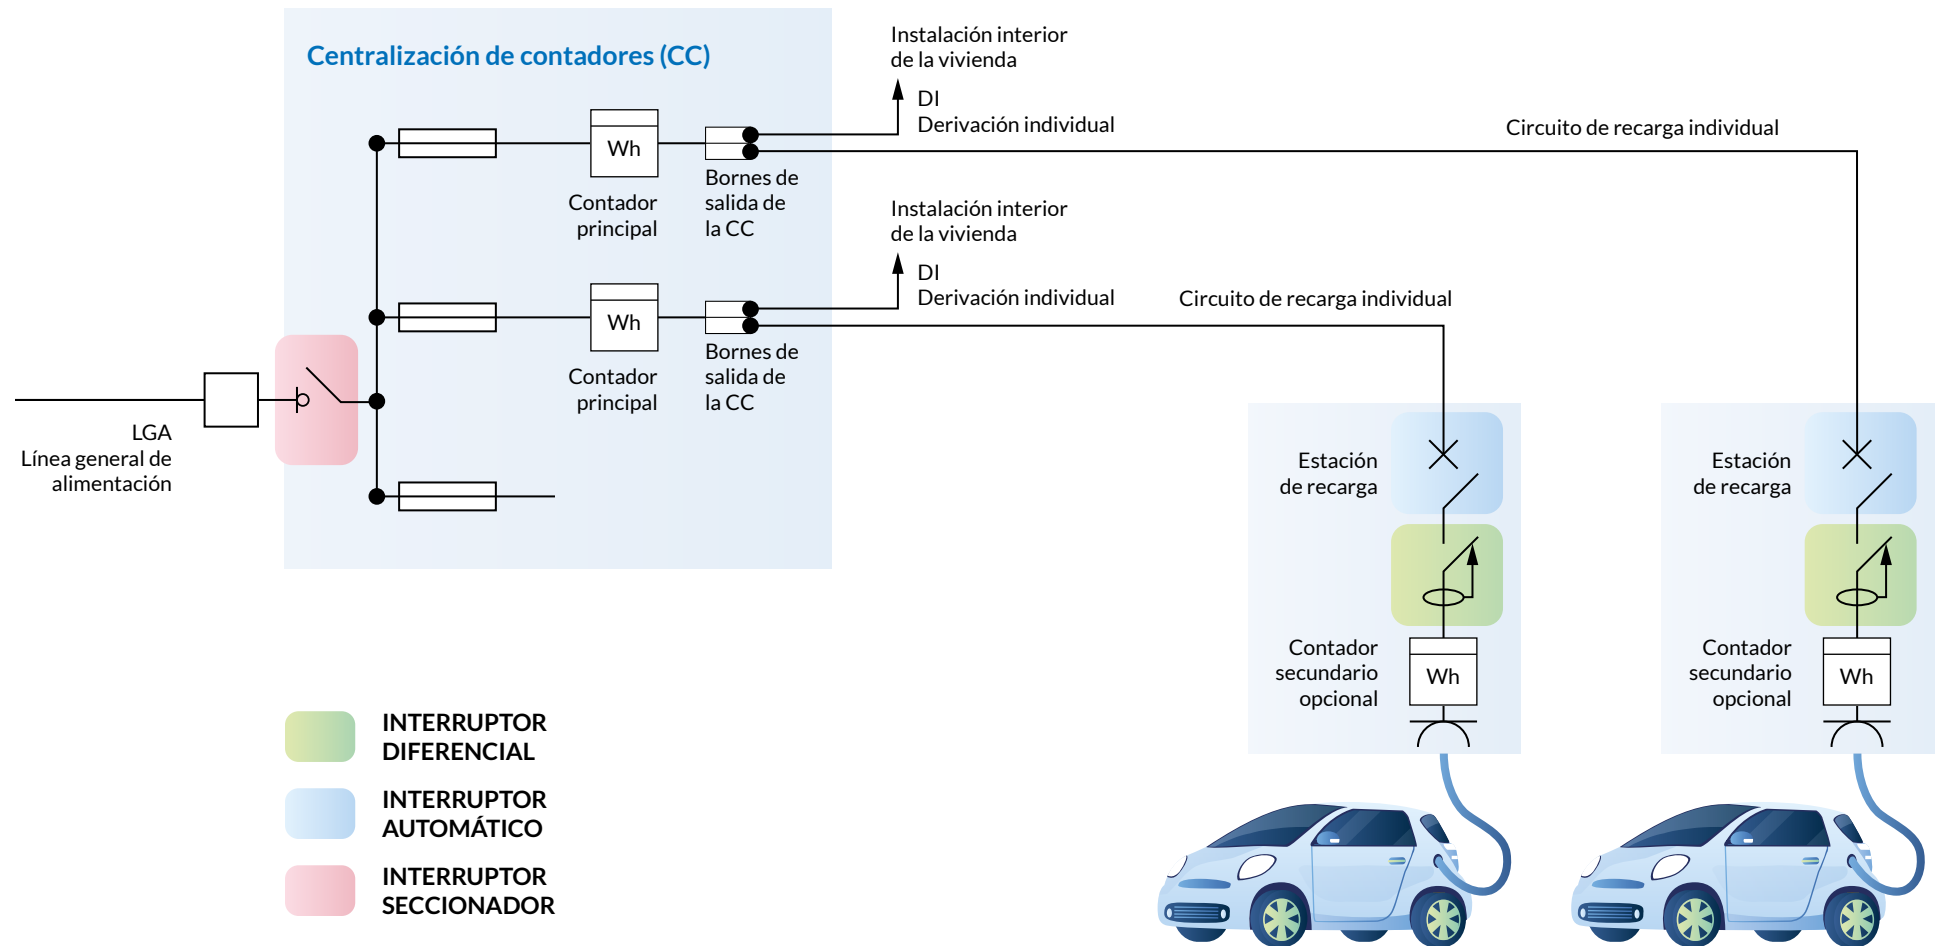 Centralización de contadores (CC)
Instalación interior
de la vivienda
DI
Derivación individual
Circuito de recarga individual
Wh
Contador
principal
Bornes de
salida de
la CC
Instalación interior
de la vivienda
DI
Derivación individual
Circuito de recarga individual
Wh
Contador
principal
Bornes de
salida de
la CC
LGA
Línea general de
alimentación
Estación
de recarga
Contador
secundario
opcional
Wh
Estación
de recarga
Contador
secundario
opcional
Wh
INTERRUPTOR
DIFERENCIAL
INTERRUPTOR
AUTOMÁTICO
INTERRUPTOR
SECCIONADOR